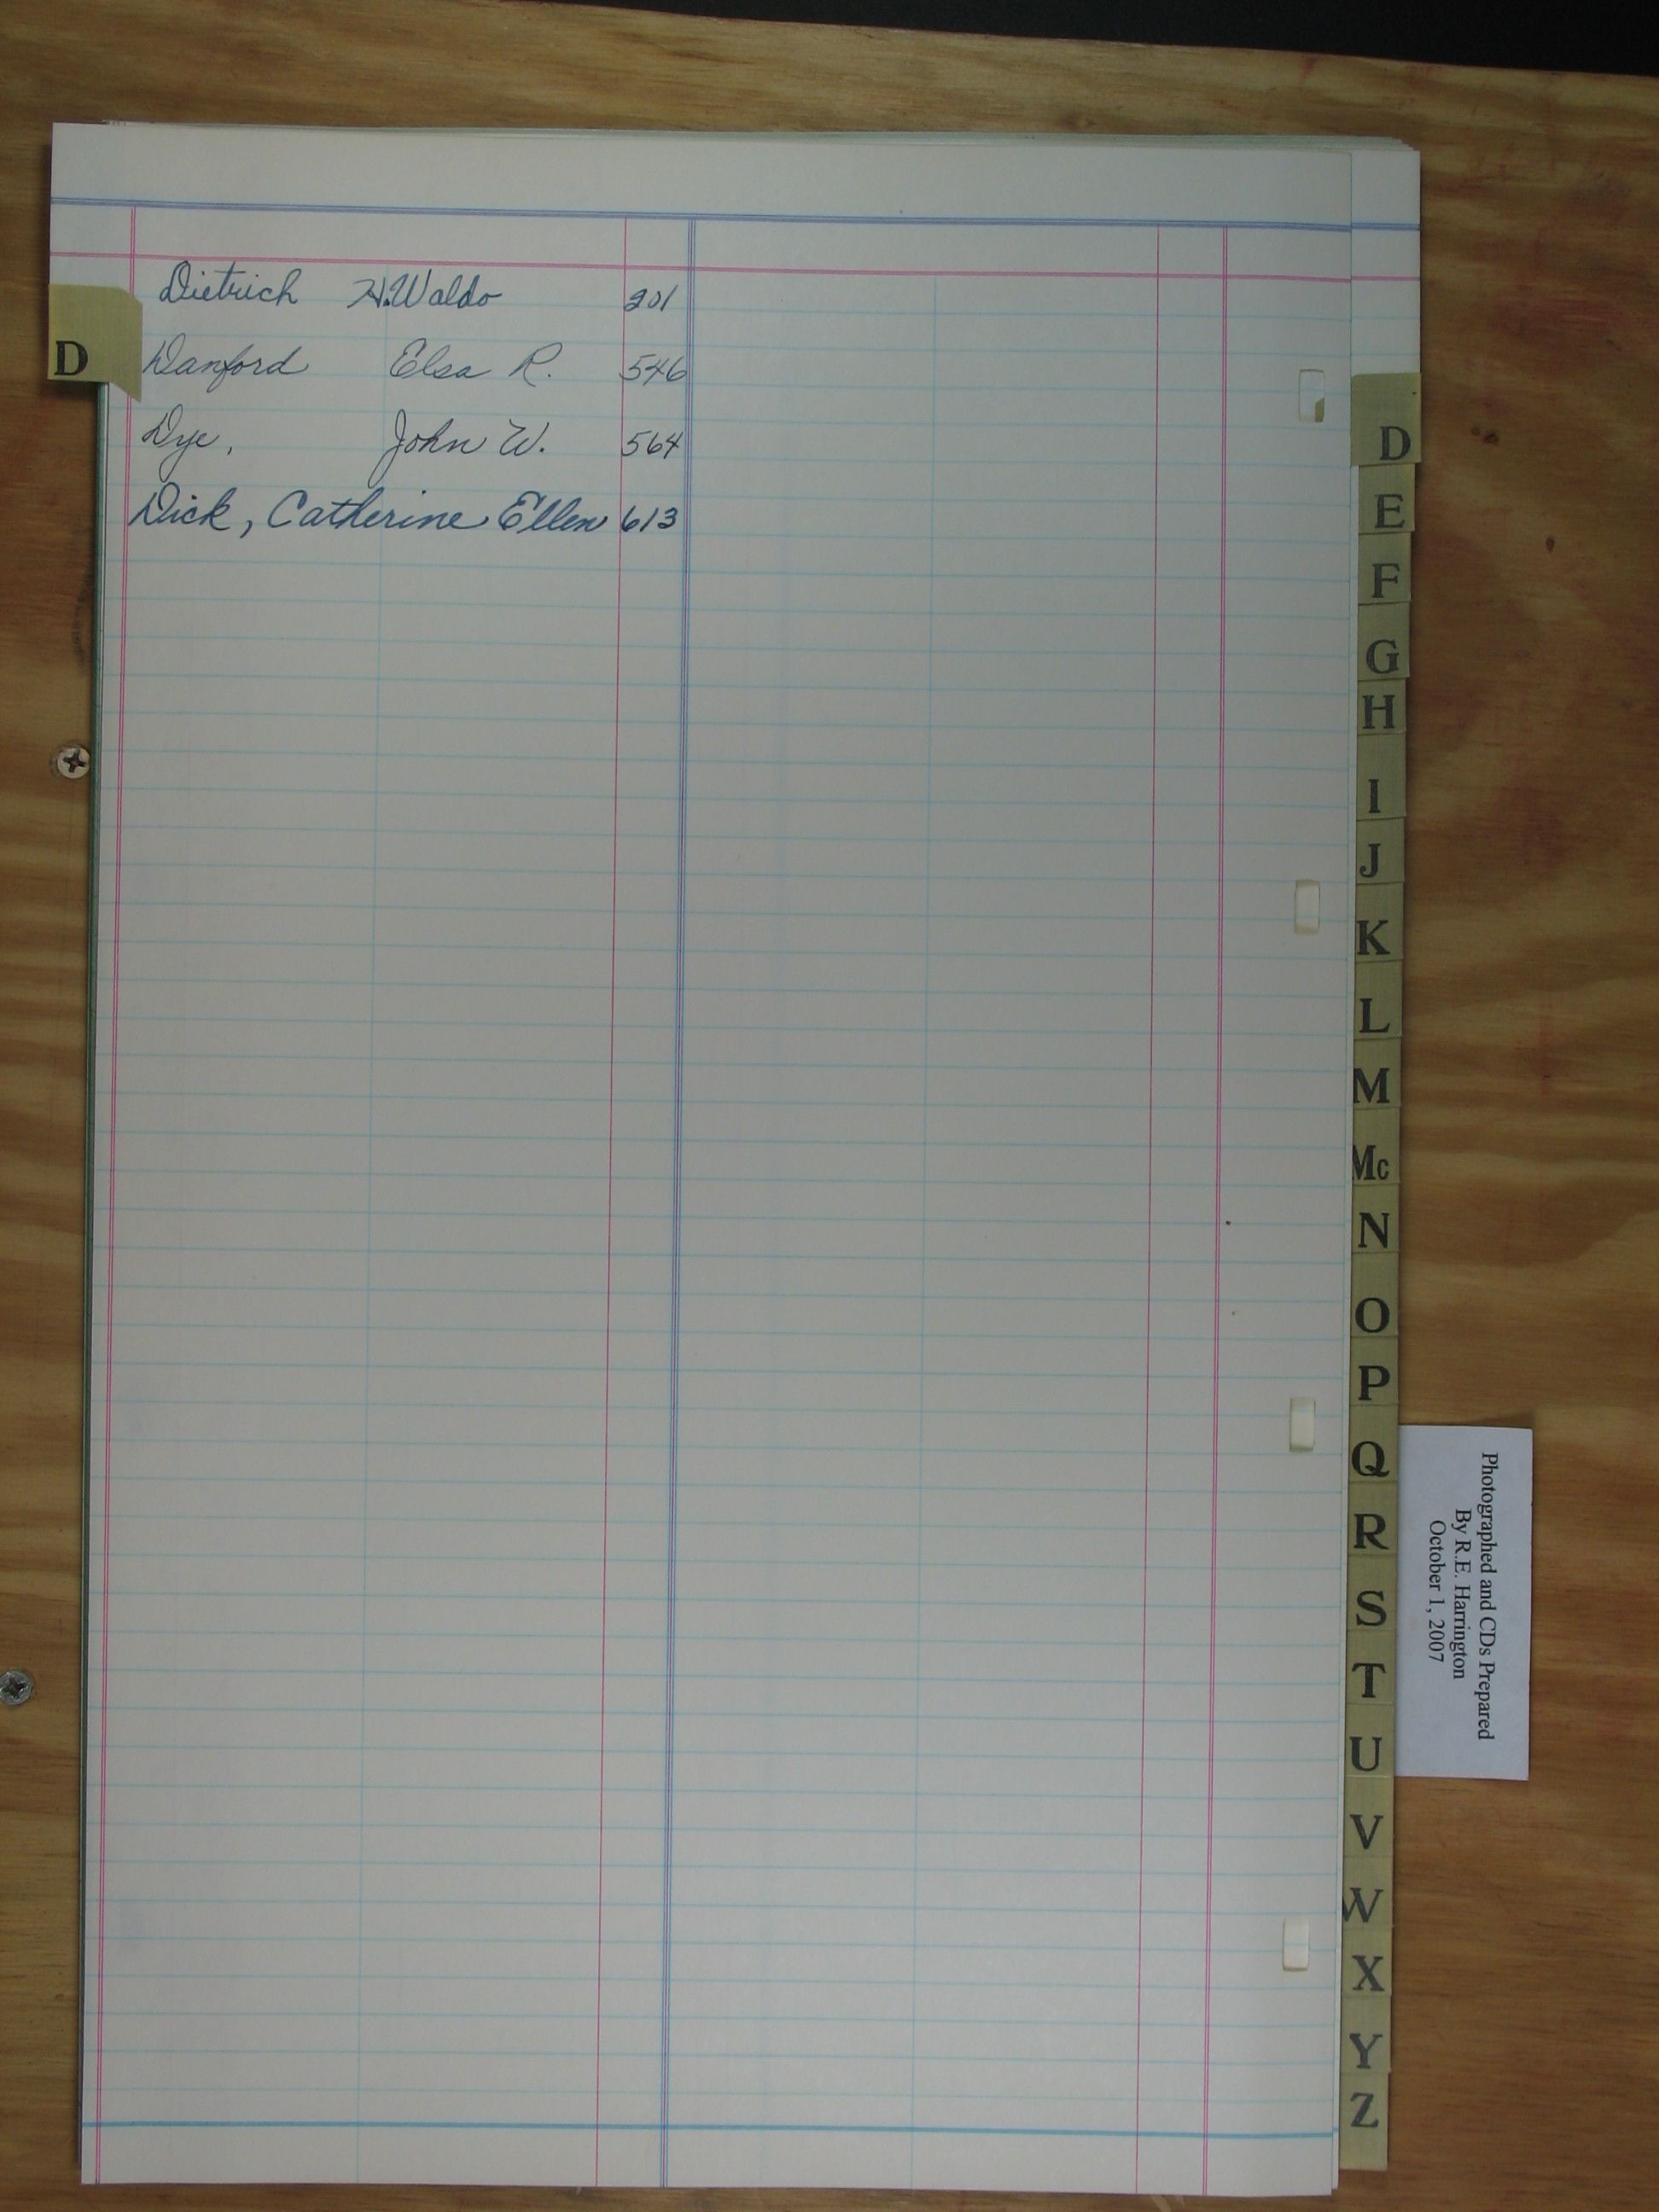 Dietrich H. Waldo 201
D
Danford Elsa R. 546
Dye, John W. 564
Dick, Catherine Ellen 613
D
E
F
G
H
I
J
K
L
M
Mc
N
O
P
Q
R
S
T
U
V
W
X
Y
Z
Photographed and CDs Prepared
By R.E. Harrington
October 1, 2007